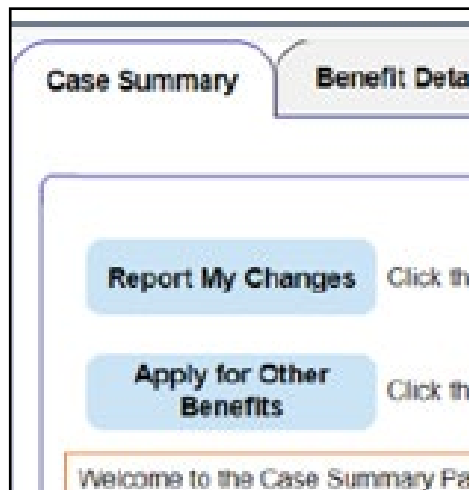 Case Summary
Benefit Deta
Report My Changes
Click th
Apply for Other
Benefits
Click th
Welcome to the Case Summary Pa